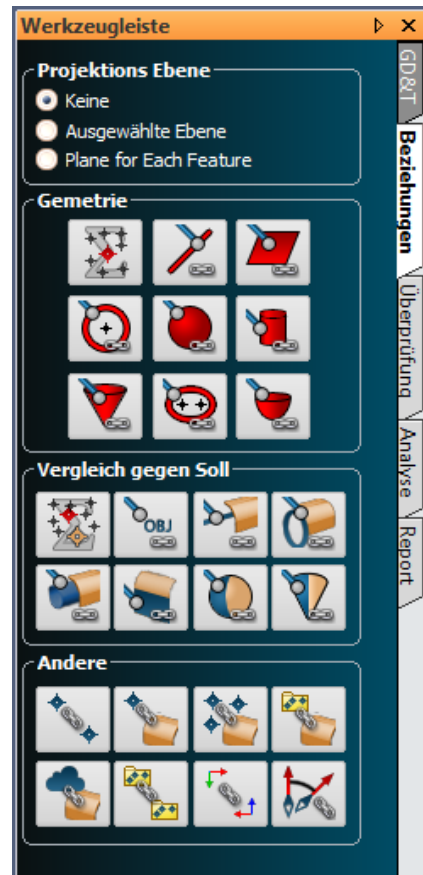 Werkzeugleiste
GD&T
Beziehungen
Überprüfung
Analyse
Report
Projektions Ebene
Keine
Ausgewählte Ebene
Plane for Each Feature
Gemetrie
Vergleich gegen Soll
OBJ
Andere